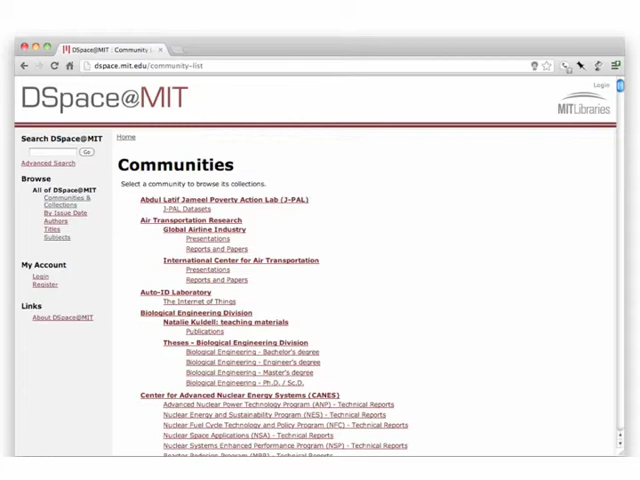 DSpace@MIT | Community L
dspace.mit.edu/community-list
Login
DSpace@MIT
MITLibraries
Search DSpace@MIT
Go
Advanced Search
Browse
All of DSpace@MIT
Communities &
Collections
By Issue Date
Authors
Titles
Subjects
My Account
Login
Register
Links
About DSpace@MIT
Home
Communities
Select a community to browse its collections.
Abdul Latif Jameel Poverty Action Lab (J-PAL)
J-PAL Datasets
Air Transportation Research
Global Airline Industry
Presentations
Reports and Papers
International Center for Air Transportation
Presentations
Reports and Papers
Auto-ID Laboratory
The Internet of Things
Biological Engineering Division
Natalie Kuldell: teaching materials
Publications
Theses - Biological Engineering Division
Biological Engineering - Bachelor's degree
Biological Engineering - Engineer's degree
Biological Engineering - Master's degree
Biological Engineering - Ph.D. / Sc.D.
Center for Advanced Nuclear Energy Systems (CANES)
Advanced Nuclear Power Technology Program (ANP) - Technical Reports
Nuclear Energy and Sustainability Program (NES) - Technical Reports
Nuclear Fuel Cycle Technology and Policy Program (NFC) - Technical Reports
Nuclear Space Applications (NSA) - Technical Reports
Nuclear Systems Enhanced Performance Program (NSP) - Technical Reports